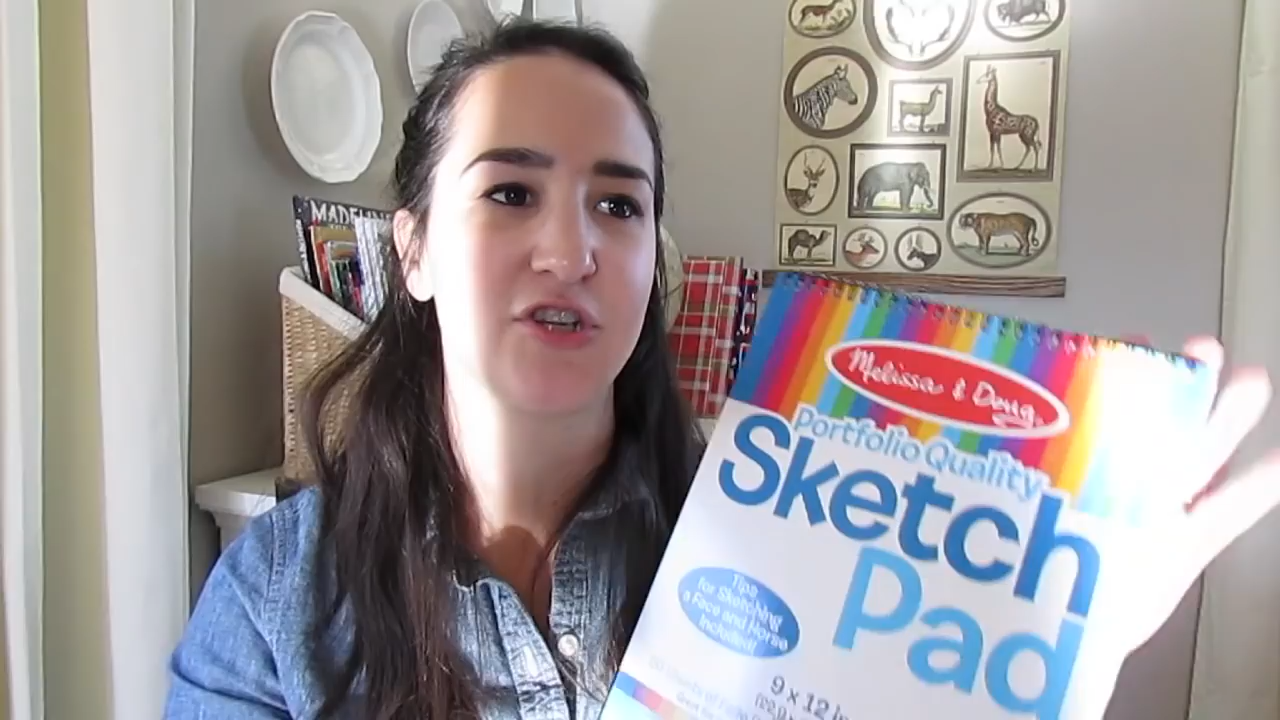 MADELINE
Melissa & Doug
Portfolio Quality
Sketch
Pad
Tips
for Sketching
a Face and Horse
Included!
9 x 12 in